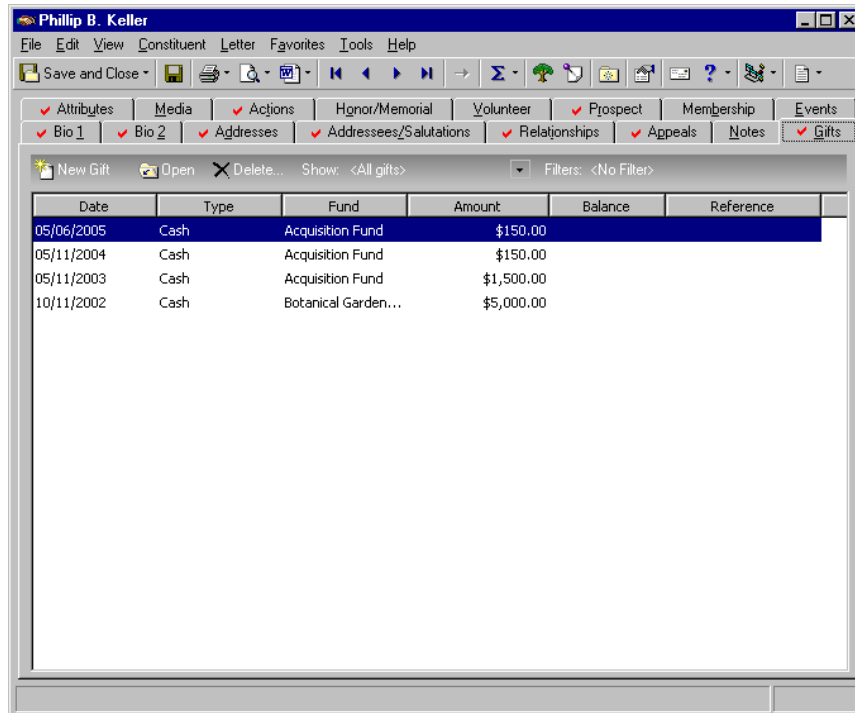 Phillip B. Keller
File Edit View Constituent Letter Favorites Tools Help
Save and Close
Attributes Media Actions Honor/Memorial Volunteer Prospect Membership Events
Bio 1 Bio 2 Addresses Addressees/Salutations Relationships Appeals Notes Gifts
New Gift Open Delete... Show: <All gifts> Filters: <No Filter>
Date Type Fund Amount Balance Reference
05/06/2005 Cash Acquisition Fund $150.00
05/11/2004 Cash Acquisition Fund $150.00
05/11/2003 Cash Acquisition Fund $1,500.00
10/11/2002 Cash Botanical Garden... $5,000.00